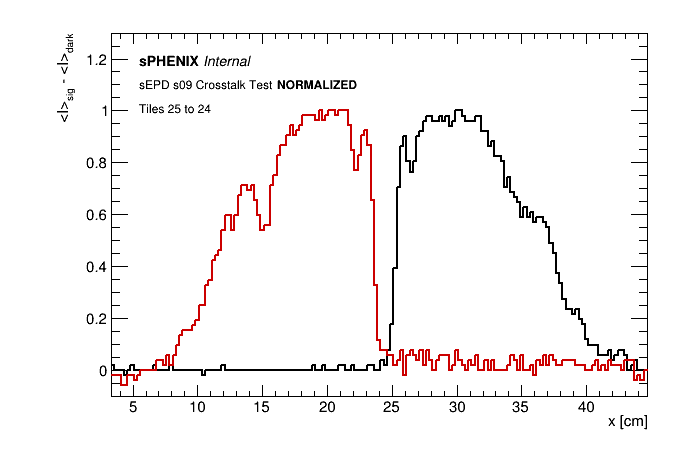 <I>sig - <I>dark
sPHENIX Internal
sEPD s09 Crosstalk Test NORMALIZED
Tiles 25 to 24
1.2
1
0.8
0.6
0.4
0.2
0
5 10 15 20 25 30 35 40
x [cm]